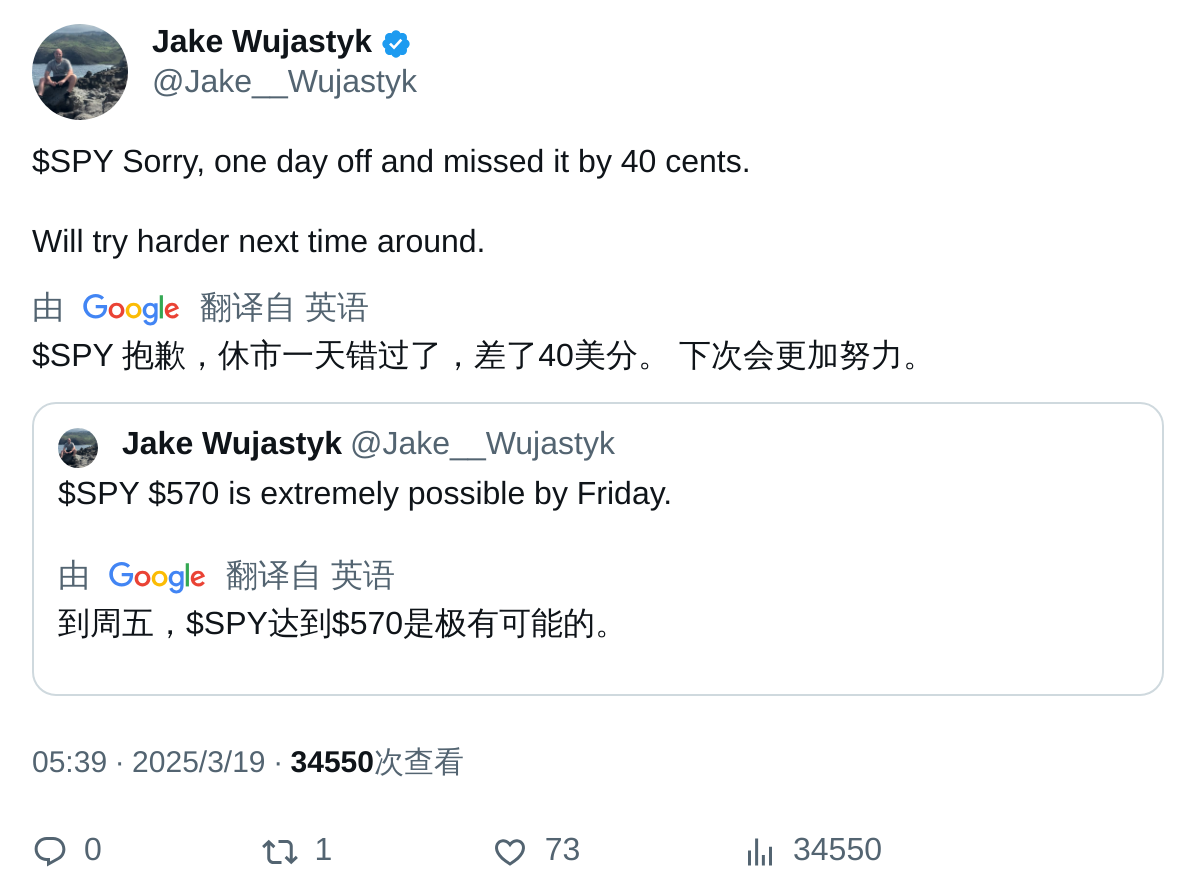 Jake Wujastyk
@Jake__Wujastyk
$SPY Sorry, one day off and missed it by 40 cents.
Will try harder next time around.
由 Google 翻译自 英语
$SPY 抱歉，休市一天错过了，差了40美分。 下次会更加努力。
Jake Wujastyk @Jake__Wujastyk
$SPY $570 is extremely possible by Friday.
由 Google 翻译自 英语
到周五，$SPY达到$570是极有可能的。
05:39 · 2025/3/19 · 34550次查看
0 1 73 34550